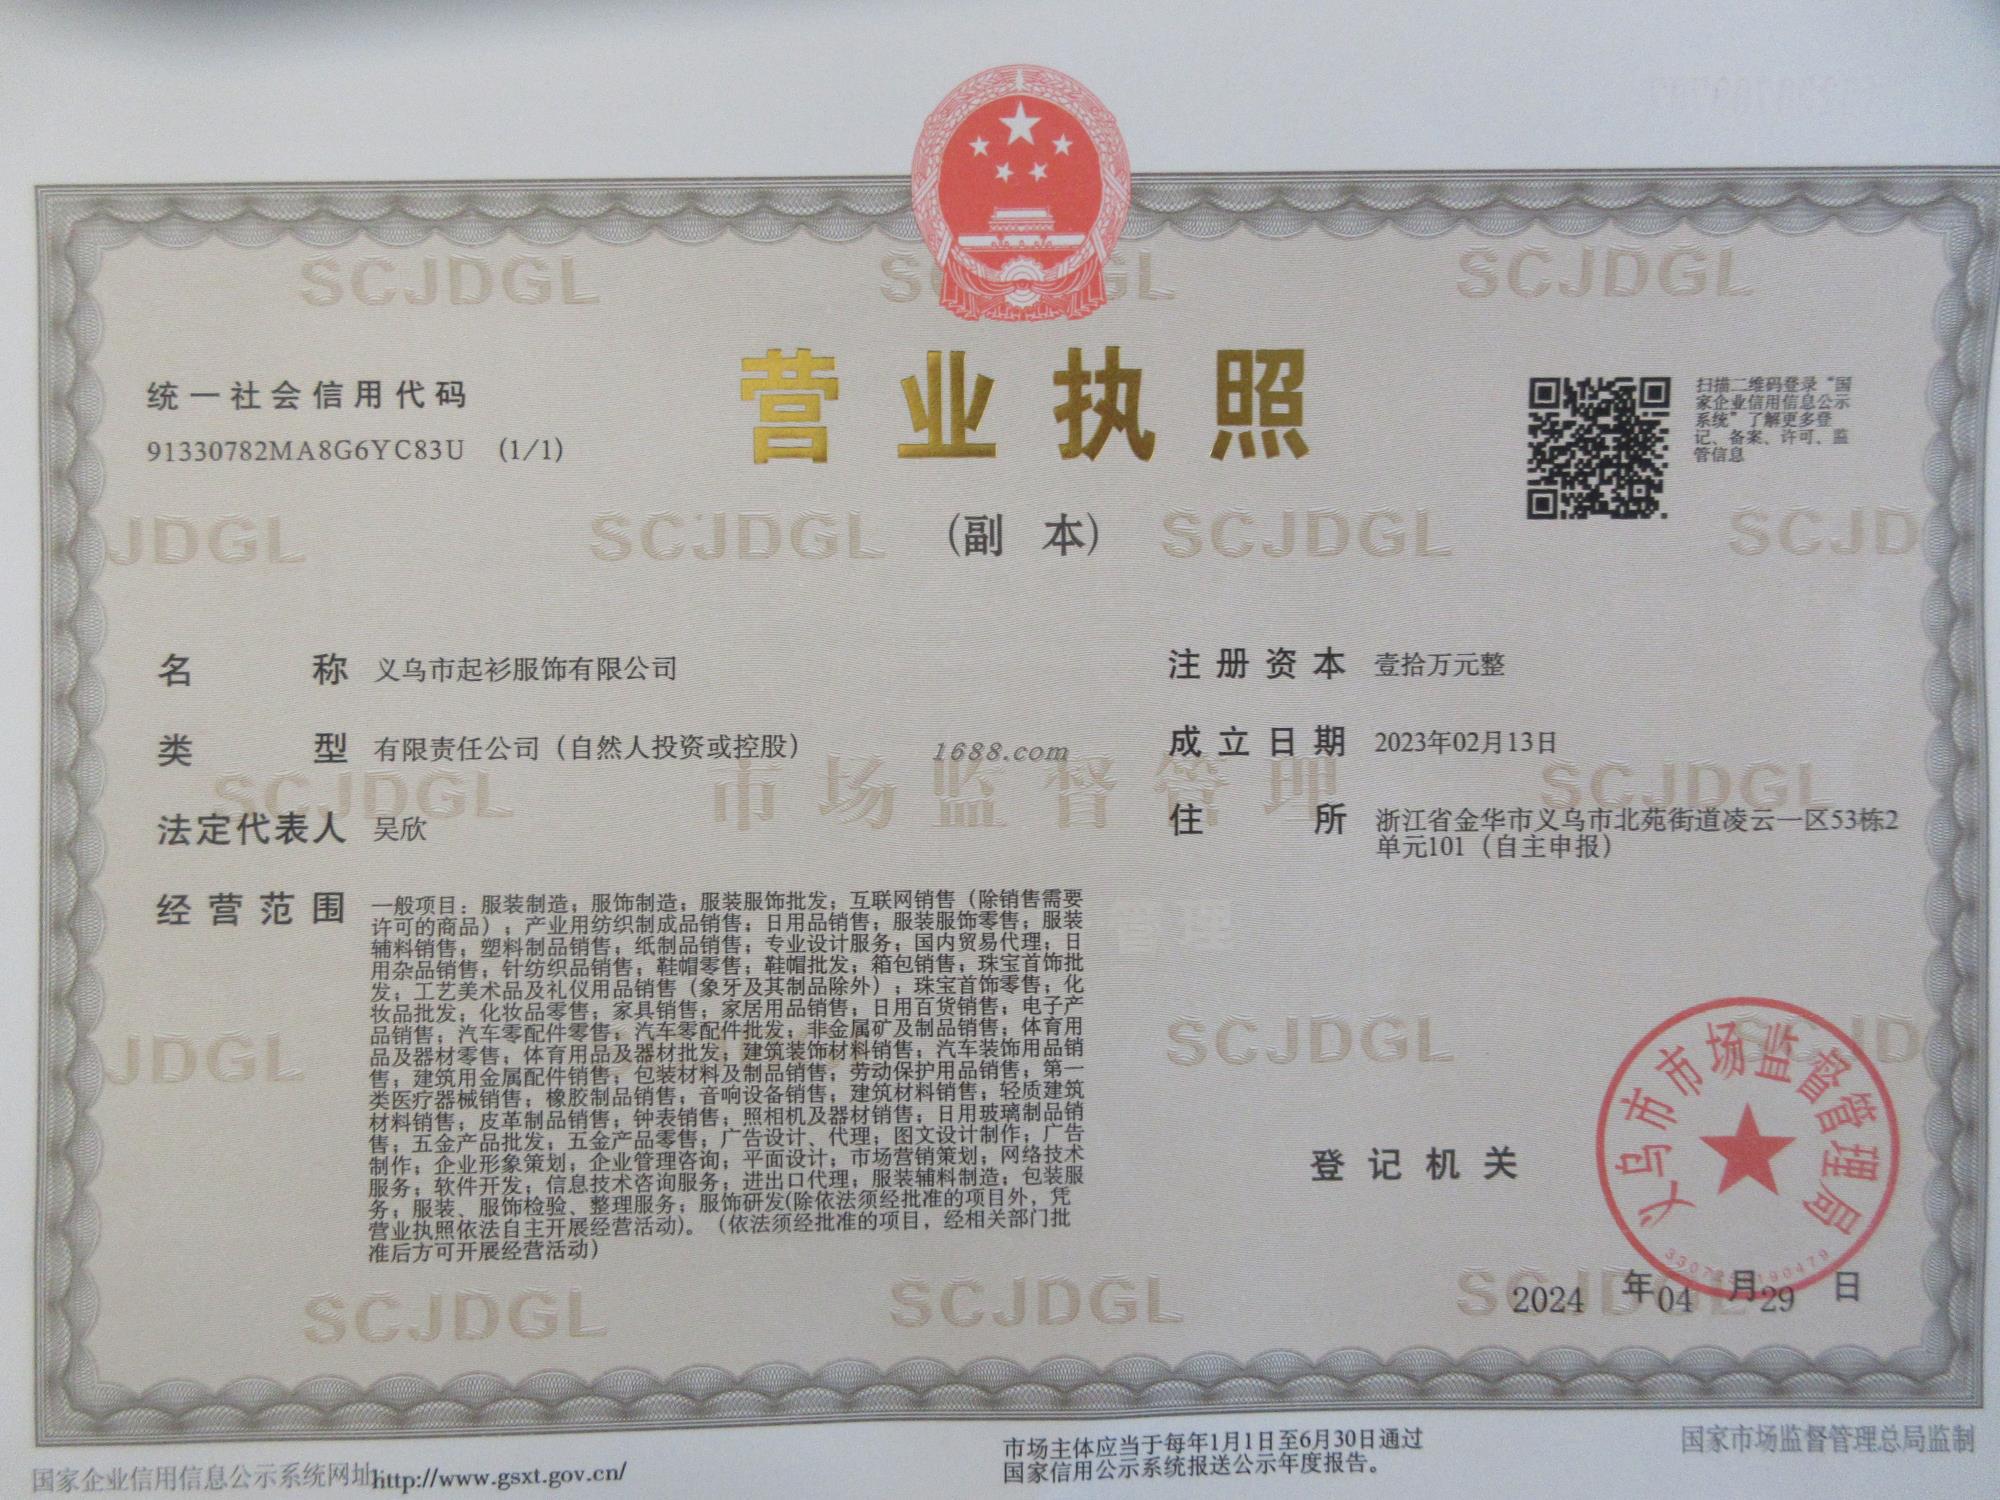 统一社会信用代码
91330782MA8G6YC83U (1/1)
营业执照
(副 本)
扫描二维码登录“国
家企业信用信息公示
系统”了解更多登
记、备案、许可、监
管信息
名 称 义乌市起衫服饰有限公司
类 型 有限责任公司（自然人投资或控股）
法定代表人 吴欣
经营范围 一般项目：服装制造；服饰制造；服装服饰批发；互联网销售（除销售需要
许可的商品）；产业用纺织制成品销售；日用品销售；服装服饰零售；服装
辅料销售；塑料制品销售；纸制品销售；专业设计服务；国内贸易代理；日
用杂品销售；针纺织品销售；鞋帽零售；鞋帽批发；箱包销售；珠宝首饰批
发；工艺美术品及礼仪用品销售（象牙及其制品除外）；珠宝首饰零售；化
妆品批发；化妆品零售；家具销售；家居用品销售；日用百货销售；电子产
品销售；汽车零配件零售；汽车零配件批发；非金属矿及制品销售；体育用
品及器材零售；体育用品及器材批发；建筑装饰材料销售；汽车装饰用品销
售；建筑用金属配件销售；包装材料及制品销售；劳动保护用品销售；第一
类医疗器械销售；橡胶制品销售；音响设备销售；建筑材料销售；轻质建筑
材料销售；皮革制品销售；钟表销售；照相机及器材销售；日用玻璃制品销
售；五金产品批发；五金产品零售；广告设计、代理；图文设计制作；广告
制作；企业形象策划；企业管理咨询；平面设计；市场营销策划；网络技术
服务；软件开发；信息技术咨询服务；进出口代理；服装辅料制造；包装服
务；服装、服饰检验、整理服务；服饰研发(除依法须经批准的项目外，凭
营业执照依法自主开展经营活动)。（依法须经批准的项目，经相关部门批
准后方可开展经营活动）
注册资本 壹拾万元整
成立日期 2023年02月13日
住 所 浙江省金华市义乌市北苑街道凌云一区53栋2
单元101（自主申报）
1688.com
市场监督管理
SCJDGL
登记机关
义乌市市场监督管理局
2024 年04 月29 日
国家企业信用信息公示系统网址http://www.gsxt.gov.cn/
市场主体应当于每年1月1日至6月30日通过
国家信用公示系统报送公示年度报告。
国家市场监督管理总局监制